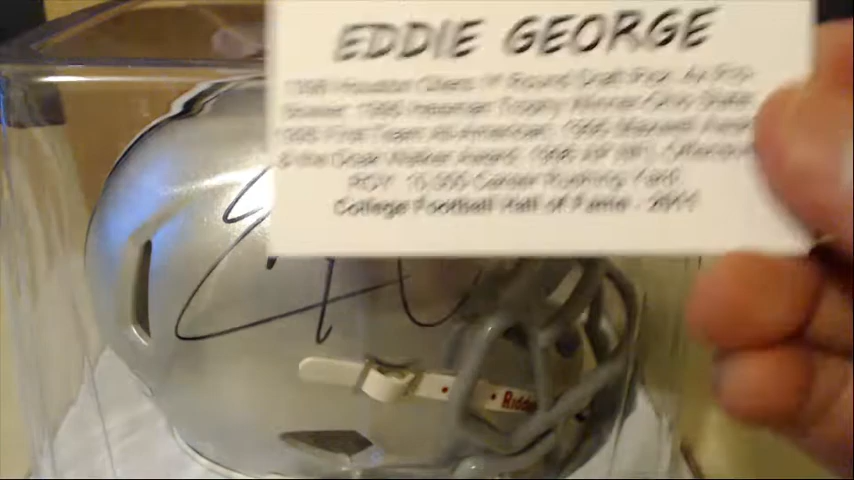 EDDIE GEORGE
1996 Houston Oilers 1st Round Draft Pick, 4x Pro
Winner, 1995 Heisman Trophy Winner Ohio State
1995 First Team All-American, 1995 Maxwell Award
& the Doak Walker Award, 1996 AP NFL Offensive
ROY, 10,000 Career Rushing Yards
College Football Hall of Fame - 2011
Riddell